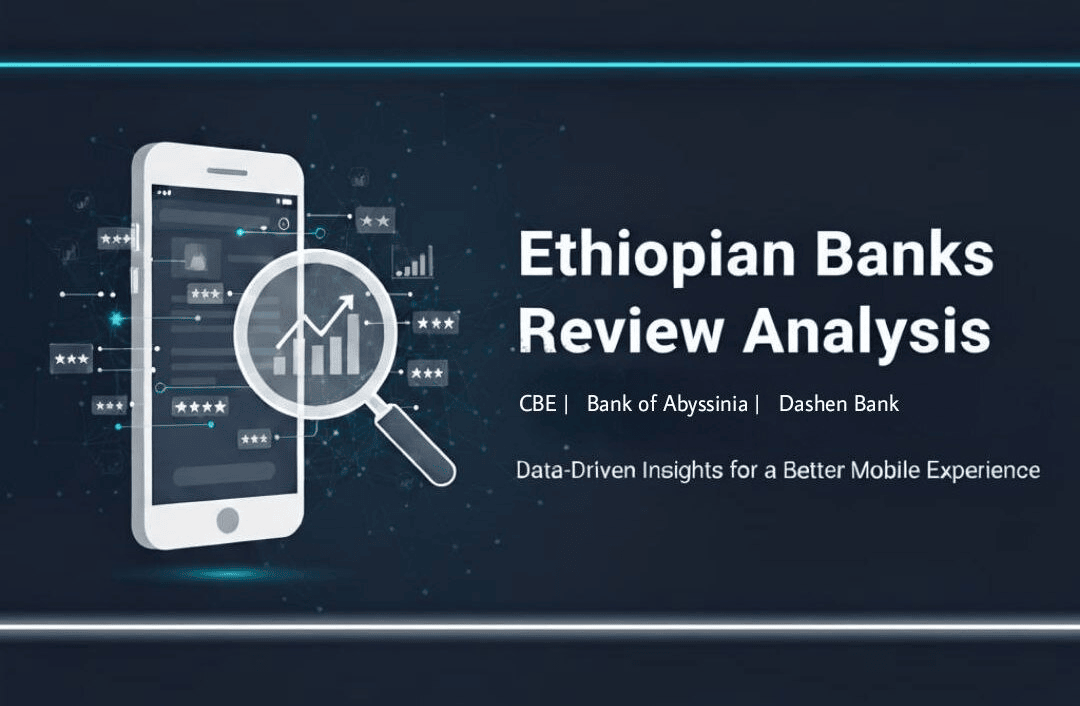 Ethiopian Banks
Review Analysis
CBE | Bank of Abyssinia | Dashen Bank
Data-Driven Insights for a Better Mobile Experience